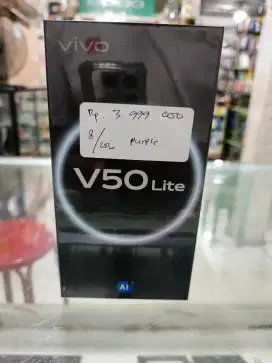 vivo
Rp. 3 999 000
8/256 purple
V50 Lite
AI